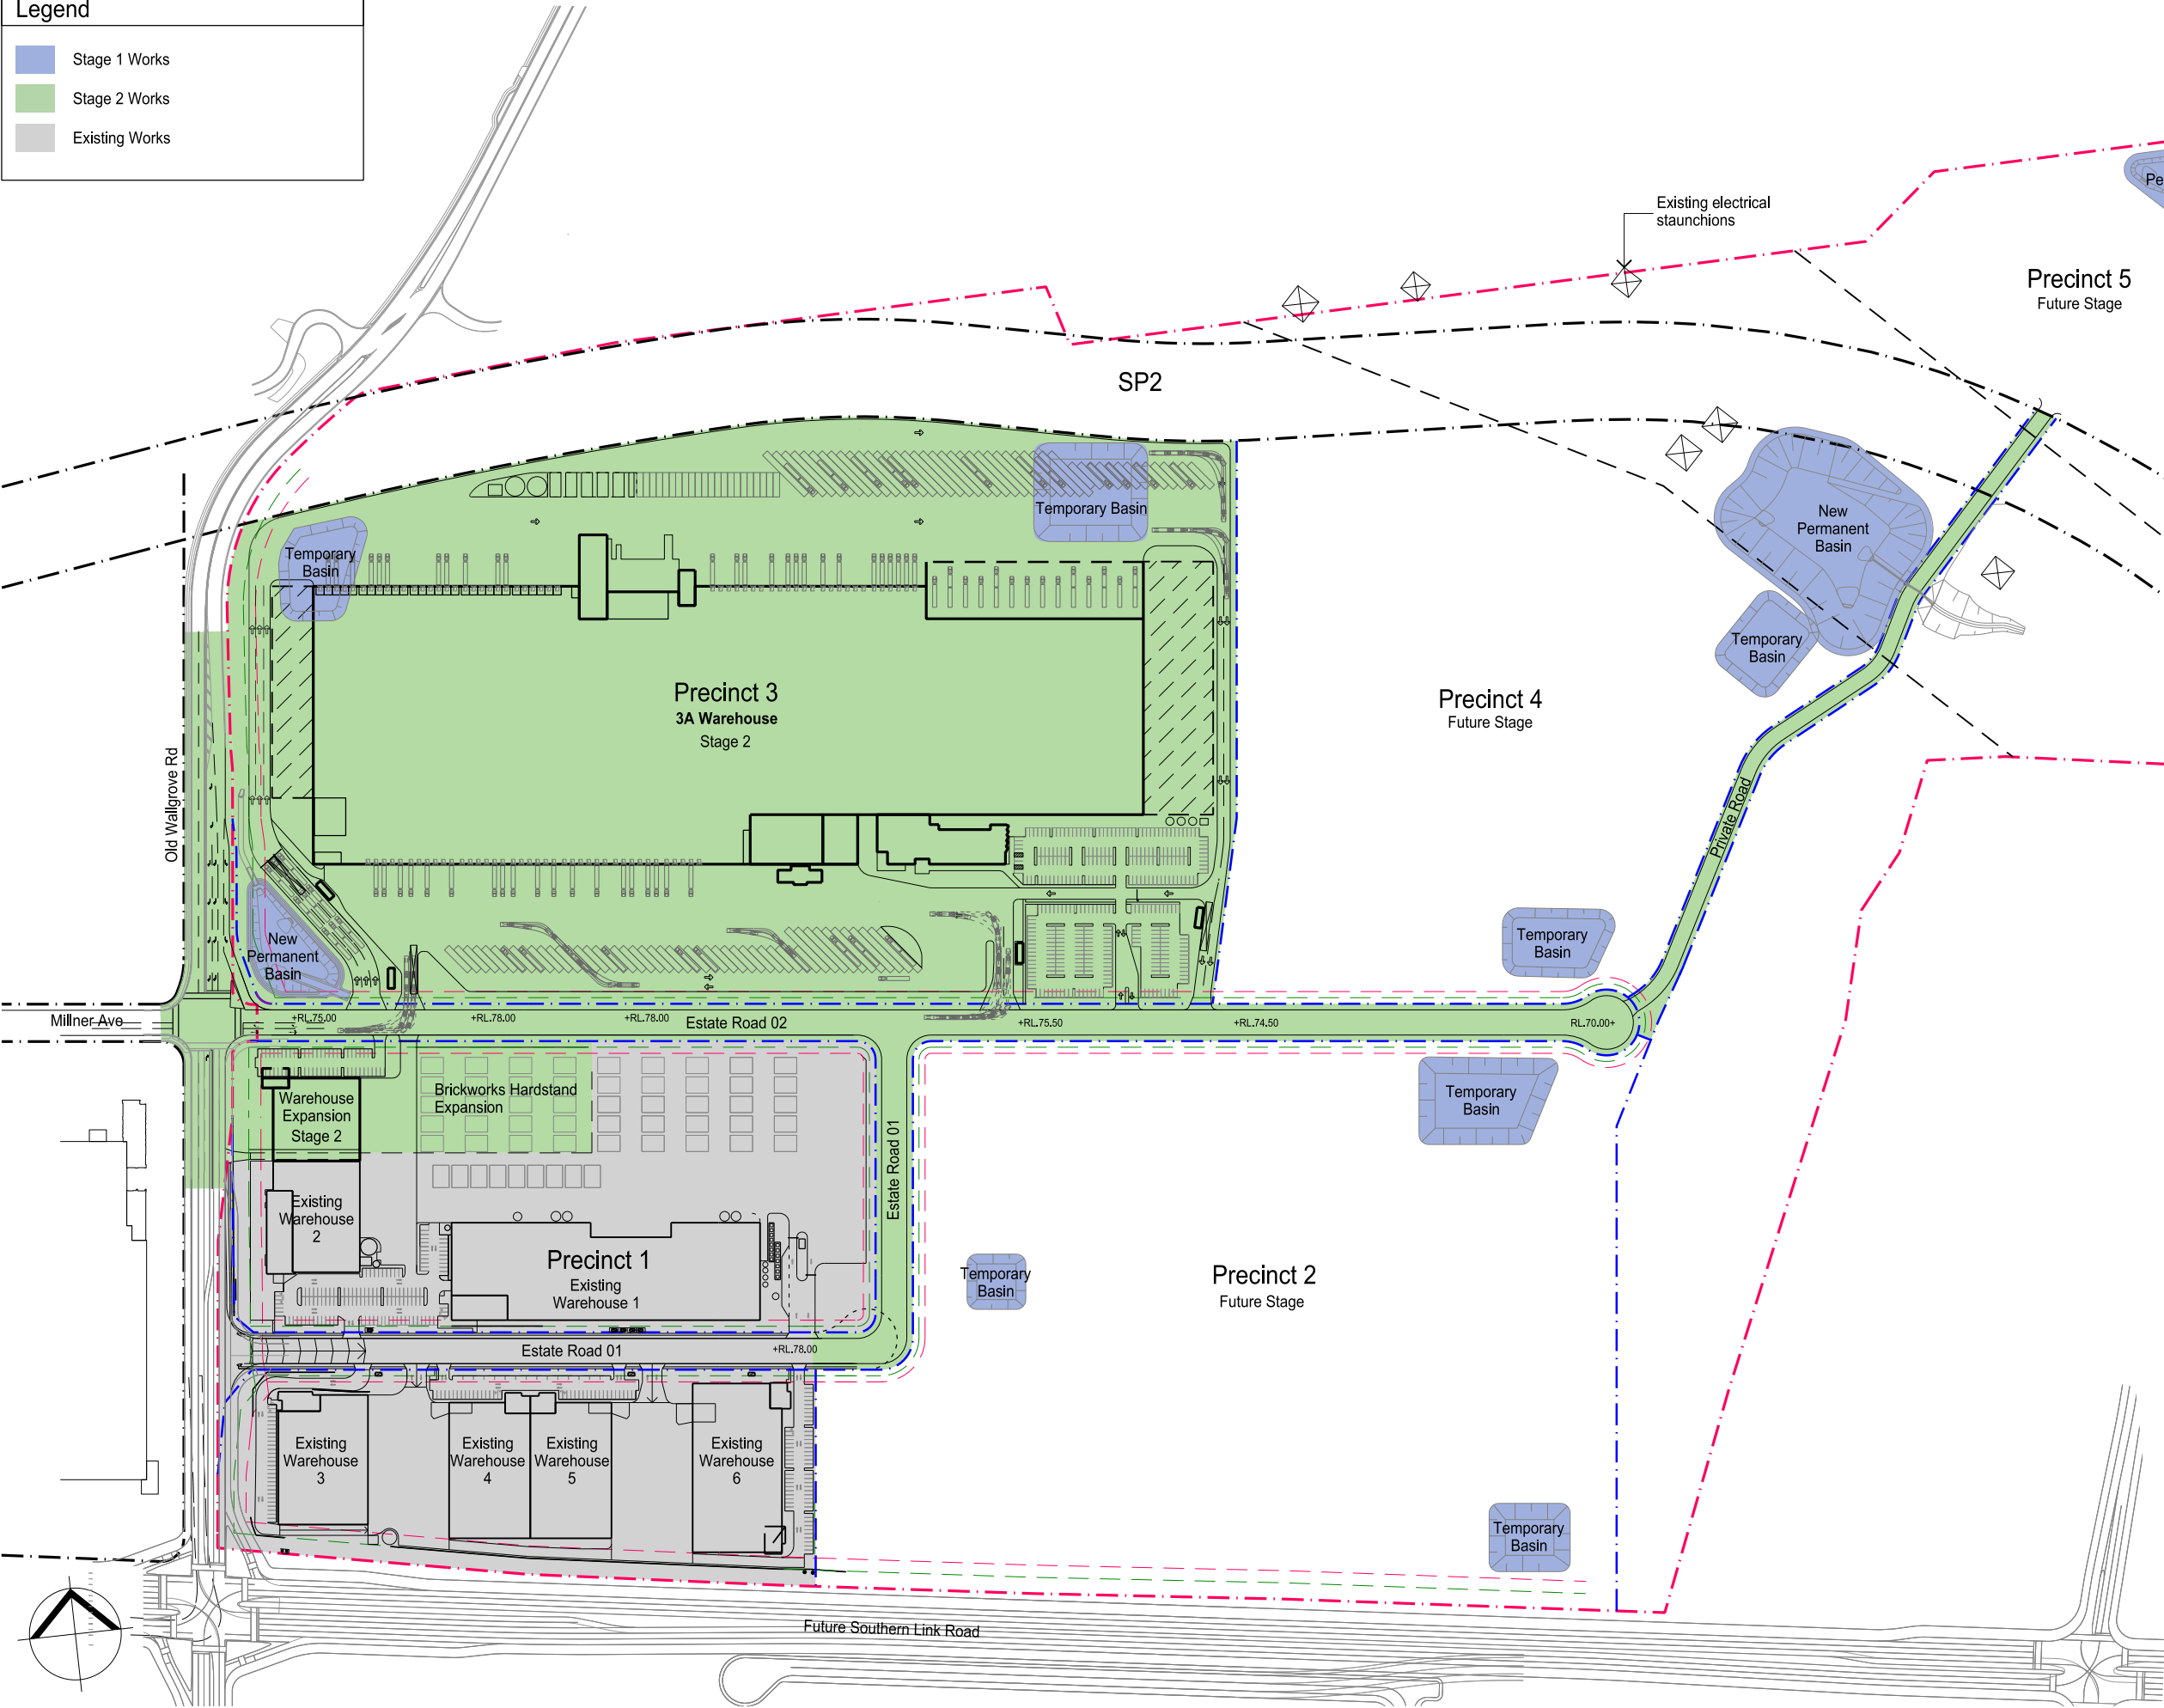 Legend
Stage 1 Works
Stage 2 Works
Existing Works
Existing electrical
staunchions
Pe
Precinct 5
Future Stage
SP2
Temporary Basin
Temporary
Basin
New
Permanent
Basin
Temporary
Basin
Precinct 3
3A Warehouse
Stage 2
Precinct 4
Future Stage
Old Wallgrove Rd
Private Road
New
Permanent
Basin
Temporary
Basin
Millner Ave
+RL.75.00
+RL.78.00
+RL.78.00
Estate Road 02
+RL.75.50
+RL.74.50
RL.70.00+
Brickworks Hardstand
Expansion
Warehouse
Expansion
Stage 2
Temporary
Basin
Estate Road 01
Existing
Warehouse
2
Precinct 1
Existing
Warehouse 1
Temporary
Basin
Precinct 2
Future Stage
Estate Road 01
+RL.78.00
Existing
Warehouse
3
Existing
Warehouse
4
Existing
Warehouse
5
Existing
Warehouse
6
Temporary
Basin
Future Southern Link Road